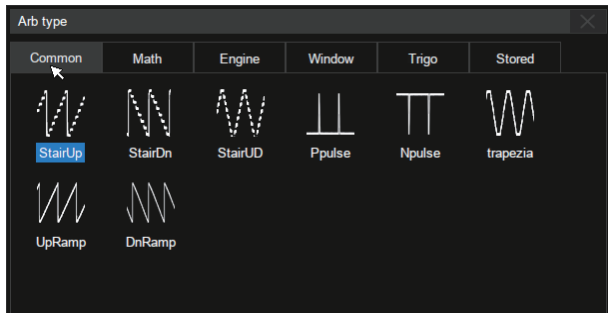 Arb type
Common Math Engine Window Trigo Stored
StairUp StairDn StairUD Ppulse Npulse trapezia
UpRamp DnRamp